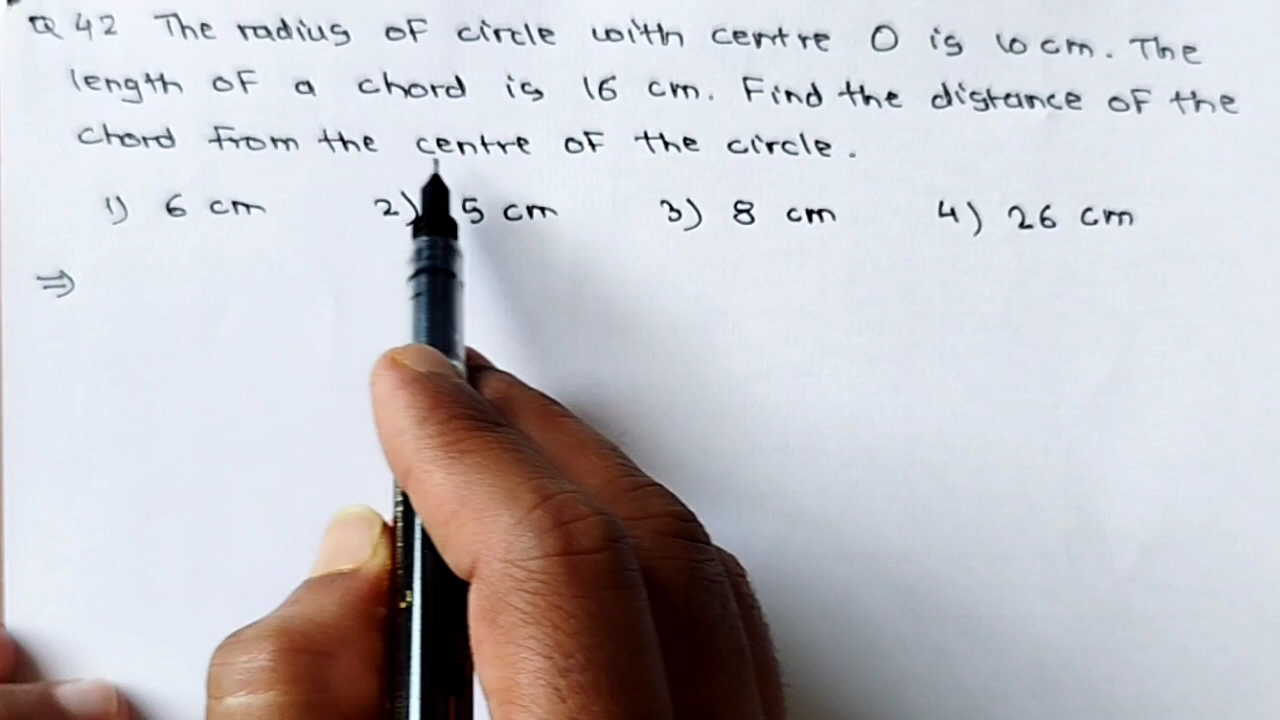 Q 42 The radius of circle with centre O is 10 cm. The
length of a chord is 16 cm. Find the distance of the
chord from the centre of the circle.
1) 6 cm 2) 5 cm 3) 8 cm 4) 26 cm
⇒